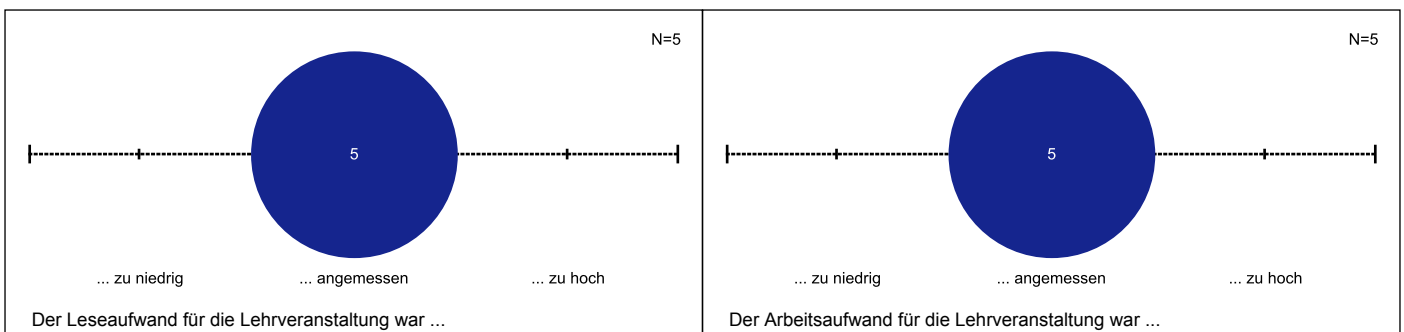 N=5
5
... zu niedrig ... angemessen ... zu hoch
Der Leseaufwand für die Lehrveranstaltung war ...
N=5
5
... zu niedrig ... angemessen ... zu hoch
Der Arbeitsaufwand für die Lehrveranstaltung war ...